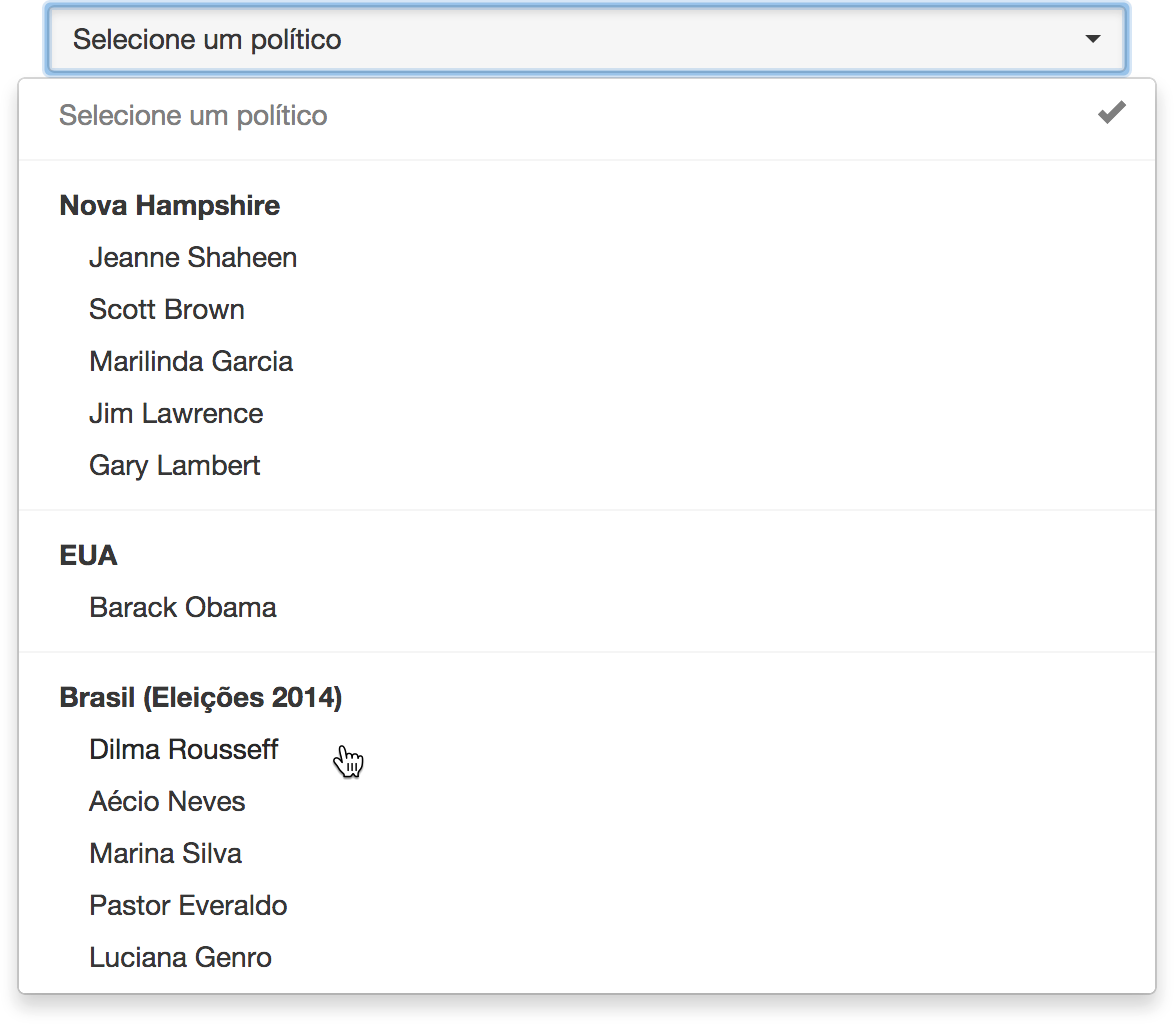 Selecione um político
Selecione um político
Nova Hampshire
Jeanne Shaheen
Scott Brown
Marilinda Garcia
Jim Lawrence
Gary Lambert
EUA
Barack Obama
Brasil (Eleições 2014)
Dilma Rousseff
Aécio Neves
Marina Silva
Pastor Everaldo
Luciana Genro